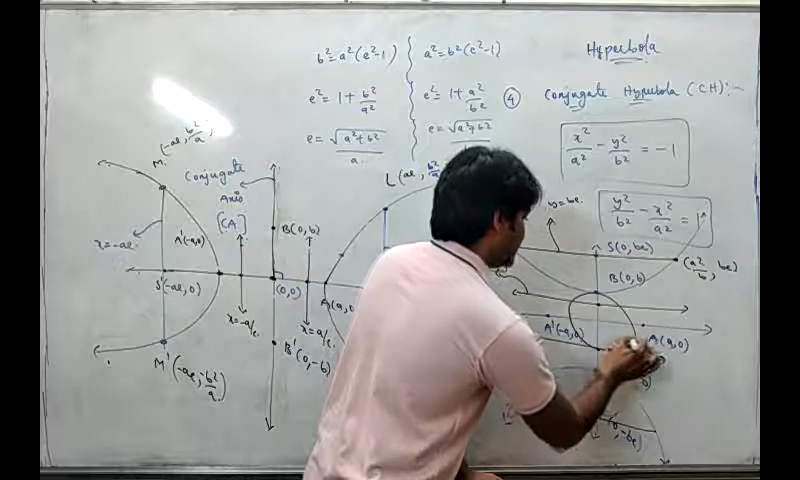 Hyperbola
b² = a²(e²-1)
a² = b²(e²-1)
e² = 1 + b²/a²
e² = 1 + a²/b²
④ Conjugate Hyperbola (CH):-
e = √(a²+b²)/a
e = √(a²+b²)
x²/a² - y²/b² = -1
y²/b² - x²/a² = 1
M (-ae, b²/a)
Conjugate
Axis
[CA]
L (ae, b²/a
x=-ae
A'(-a,0)
B(0,b)
S'(-ae,0)
(0,0)
A(a,0)
x=-a/e
x=a/e
B'(0,-b)
M'(-ae, -b²/a)
y=be
S(0,be)
(a²/b, be)
B(0,b)
A'(-a,0)
A(a,0)